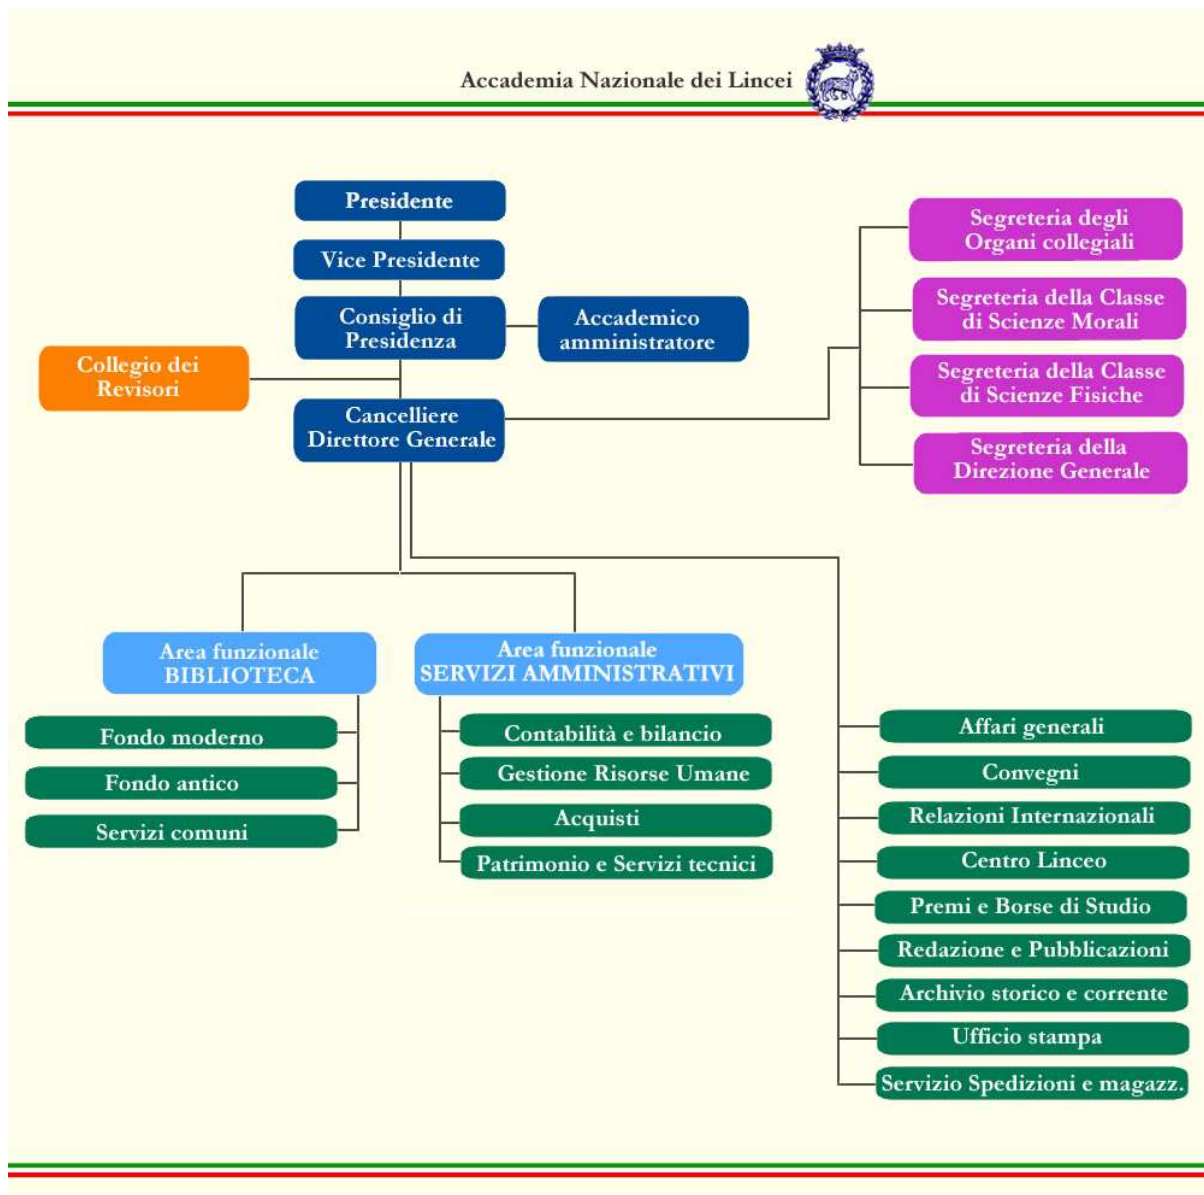 Accademia Nazionale dei Lincei
Presidente
Vice Presidente
Consiglio di
Presidenza
Accademico
amministratore
Collegio dei
Revisori
Cancelliere
Direttore Generale
Segreteria degli
Organi collegiali
Segreteria della Classe
di Scienze Morali
Segreteria della Classe
di Scienze Fisiche
Segreteria della
Direzione Generale
Area funzionale
BIBLIOTECA
Fondo moderno
Fondo antico
Servizi comuni
Area funzionale
SERVIZI AMMINISTRATIVI
Contabilità e bilancio
Gestione Risorse Umane
Acquisti
Patrimonio e Servizi tecnici
Affari generali
Convegni
Relazioni Internazionali
Centro Linceo
Premi e Borse di Studio
Redazione e Pubblicazioni
Archivio storico e corrente
Ufficio stampa
Servizio Spedizioni e magazz.